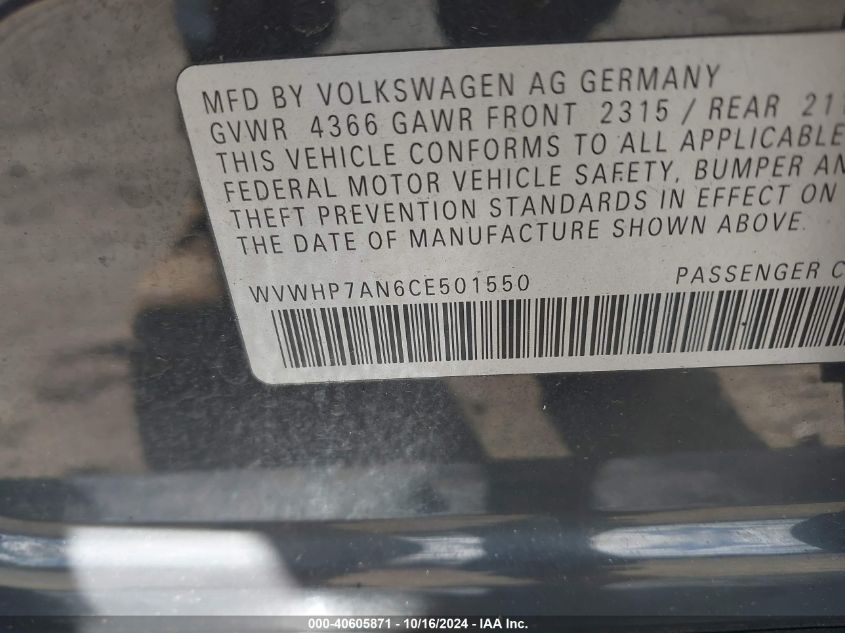 MFD BY VOLKSWAGEN AG GERMANY
GVWR 4366 GAWR FRONT 2315 / REAR
THIS VEHICLE CONFORMS TO ALL APPLICABLE
FEDERAL MOTOR VEHICLE SAFETY, BUMPER
THEFT PREVENTION STANDARDS IN EFFECT ON
THE DATE OF MANUFACTURE SHOWN ABOVE.
WVWHP7AN6CE501550 PASSENGER
000-40605871 - 10/16/2024 - IAA Inc.